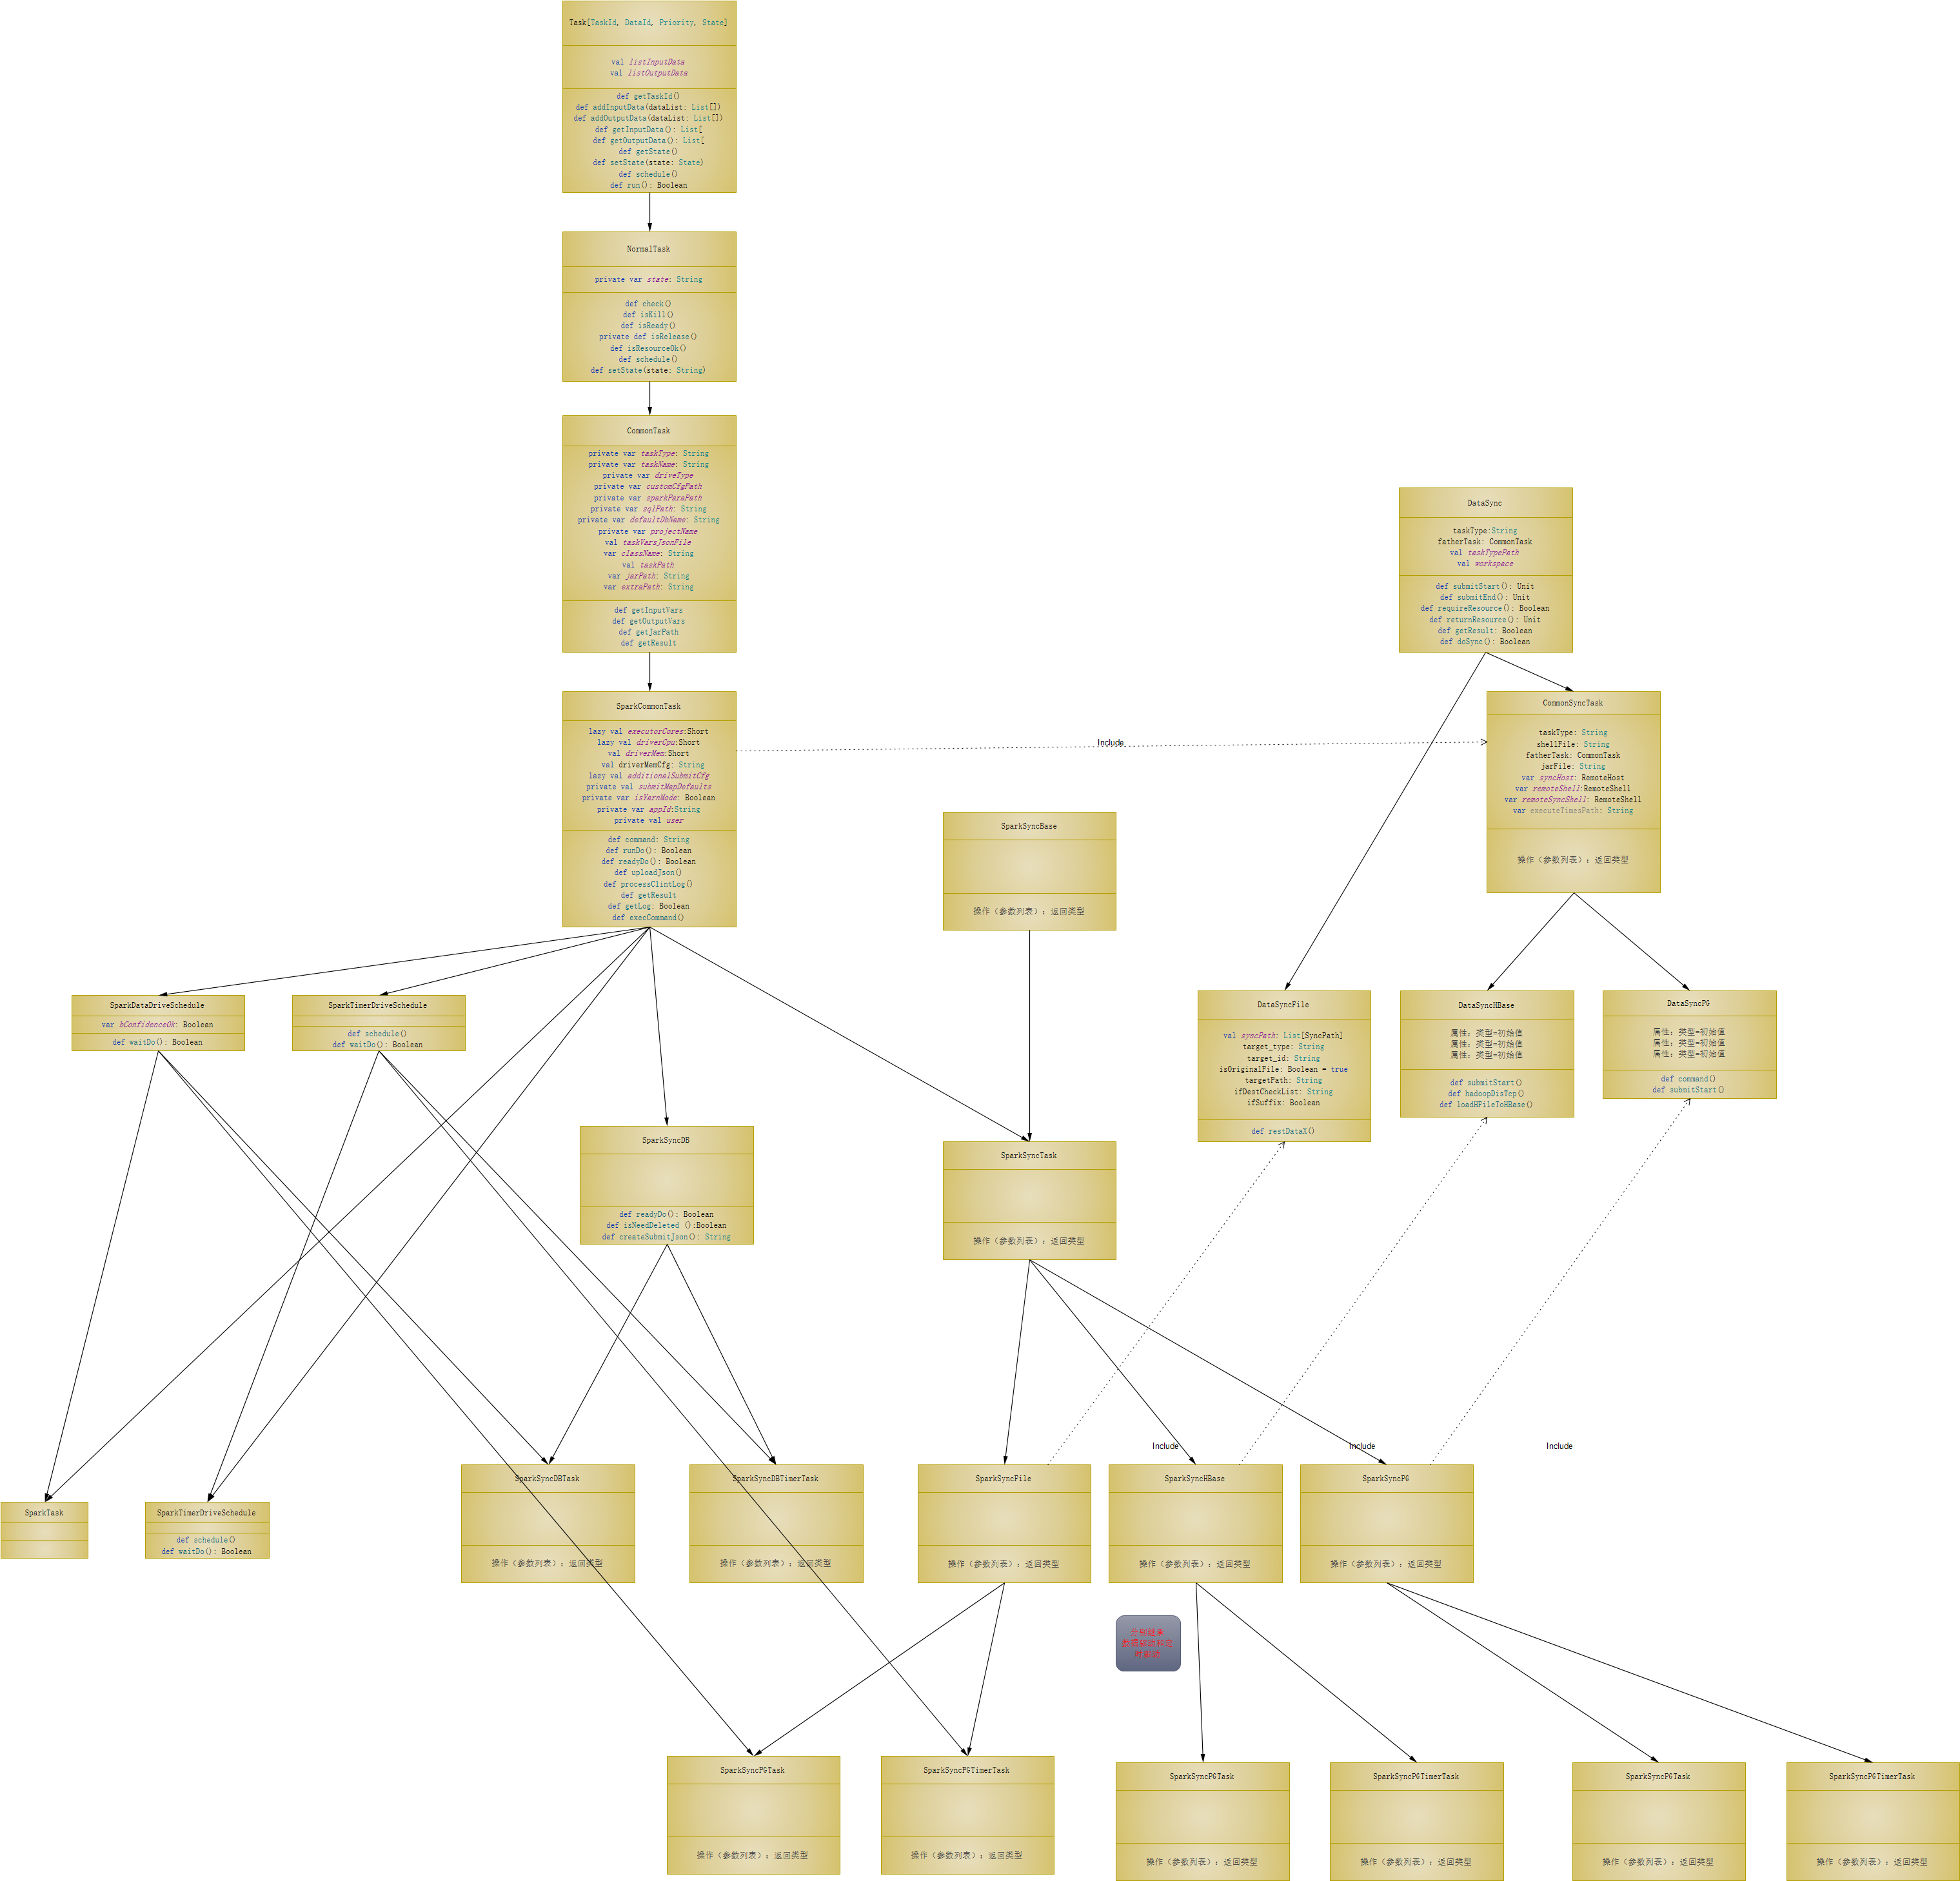 Task[TaskId, DataId, Priority, State]
val listInputData
val listOutputData
def getTaskId()
def addInputData(dataList: List[])
def addOutputData(dataList: List[])
def getInputData(): List[
def getOutputData(): List[
def getState()
def setState(state: State)
def schedule()
def run(): Boolean
NormalTask
private var state: String
def check()
def isKill()
def isReady()
private def isRelease()
def isResourceOk()
def schedule()
def setState(state: String)
CommonTask
private var taskType: String
private var taskName: String
private var driveType
private var customCfgPath
private var sparkParaPath
private var sqlPath: String
private var defaultDbName: String
private var projectName
val taskVarsJsonFile
var className: String
val taskPath
var jarPath: String
var extraPath: String
def getInputVars
def getOutputVars
def getJarPath
def getResult
DataSync
taskType:String
fatherTask: CommonTask
val taskTypePath
val workspace
def submitStart(): Unit
def submitEnd(): Unit
def requireResource(): Boolean
def returnResource(): Unit
def getResult: Boolean
def doSync(): Boolean
SparkCommonTask
lazy val executorCores:Short
lazy val driverCpu:Short
val driverMem:Short
val driverMemCfg: String
lazy val additionalSubmitCfg
private val submitMapDefaults
private var isYarnMode: Boolean
private var appId:String
private val user
def command: String
def runDo(): Boolean
def readyDo(): Boolean
def uploadJson()
def processClintLog()
def getResult
def getLog: Boolean
def execCommand()
Include
CommonSyncTask
taskType: String
shellFile: String
fatherTask: CommonTask
jarFile: String
var syncHost: RemoteHost
var remoteShell:RemoteShell
var remoteSyncShell: RemoteShell
var executeTimesPath: String
操作（参数列表）：返回类型
SparkSyncBase
操作（参数列表）：返回类型
SparkDataDriveSchedule
var bConfidenceOk: Boolean
def waitDo(): Boolean
SparkTimerDriveSchedule
def schedule()
def waitDo(): Boolean
DataSyncFile
val syncPath: List[SyncPath]
target_type: String
target_id: String
isOriginalFile: Boolean = true
targetPath: String
ifDestCheckList: String
ifSuffix: Boolean
def restDataX()
DataSyncHBase
属性：类型=初始值
属性：类型=初始值
属性：类型=初始值
def submitStart()
def hadoopDisTcp()
def loadHFileToHBase()
DataSyncPG
属性：类型=初始值
属性：类型=初始值
属性：类型=初始值
def command()
def submitStart()
SparkSyncDB
def readyDo(): Boolean
def isNeedDeleted ():Boolean
def createSubmitJson(): String
SparkSyncTask
操作（参数列表）：返回类型
Include
Include
Include
SparkTask
SparkTimerDriveSchedule
def schedule()
def waitDo(): Boolean
SparkSyncDBTask
操作（参数列表）：返回类型
SparkSyncDBTimerTask
操作（参数列表）：返回类型
SparkSyncFile
操作（参数列表）：返回类型
SparkSyncHBase
操作（参数列表）：返回类型
SparkSyncPG
操作（参数列表）：返回类型
分别继承
数据驱动和定
时驱动
SparkSyncPGTask
操作（参数列表）：返回类型
SparkSyncPGTimerTask
操作（参数列表）：返回类型
SparkSyncPGTask
操作（参数列表）：返回类型
SparkSyncPGTimerTask
操作（参数列表）：返回类型
SparkSyncPGTask
操作（参数列表）：返回类型
SparkSyncPGTimerTask
操作（参数列表）：返回类型